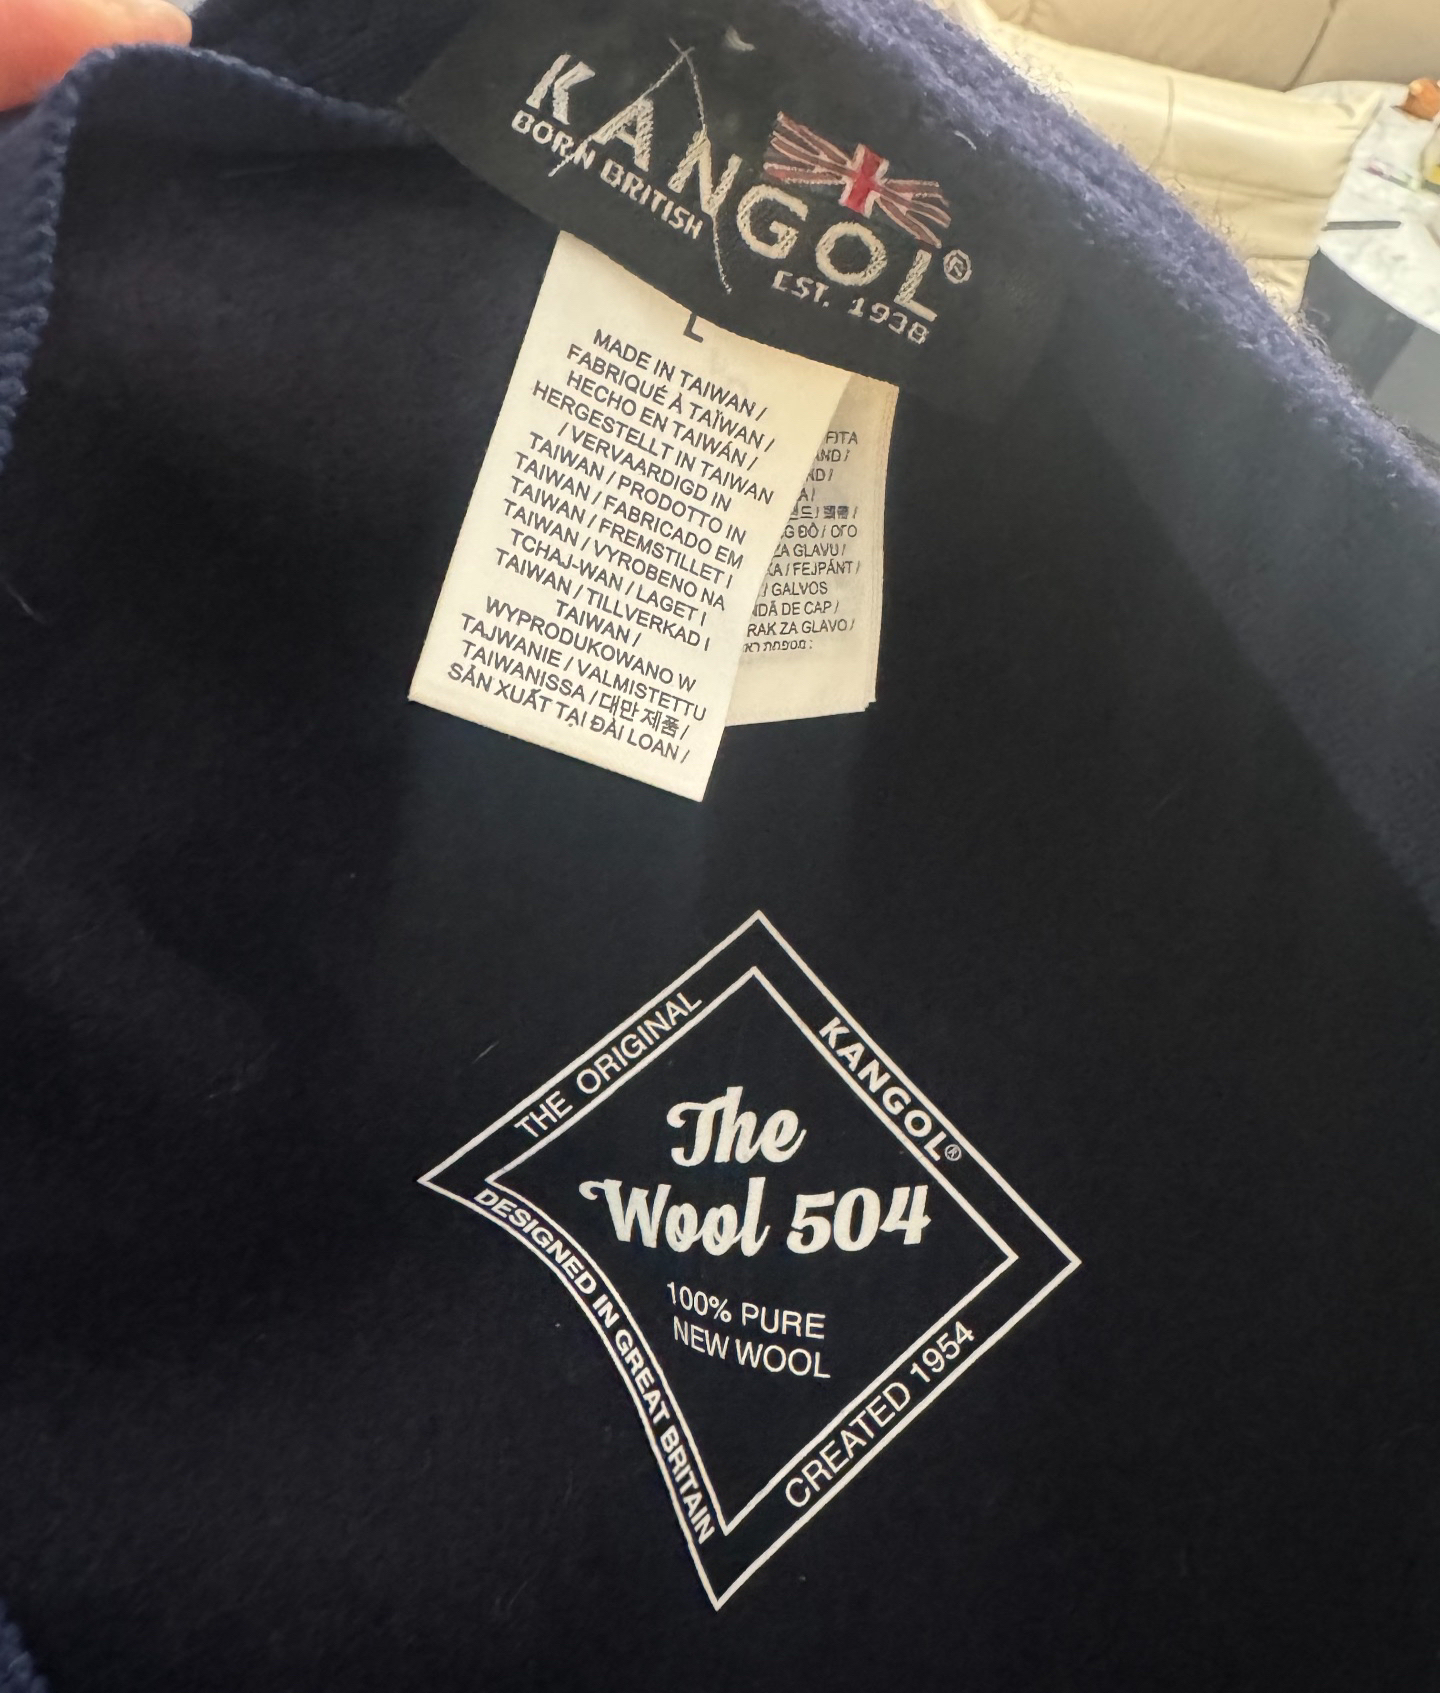 KANGOL®
BORN BRITISH
EST. 1938
L
MADE IN TAIWAN /
FABRIQUÉ À TAÏWAN /
HECHO EN TAIWÁN /
HERGESTELLT IN TAIWAN
/ VERVAARDIGD IN
TAIWAN / PRODOTTO IN
TAIWAN / FABRICADO EM
TAIWAN / FREMSTILLET I
TAIWAN / VYROBENO NA
TCHAJ-WAN / LAGET I
TAIWAN / TILLVERKAD I
TAIWAN /
WYPRODUKOWANO W
TAJWANIE / VALMISTETTU
TAIWANISSA / 대만 제품 /
SẢN XUẤT TẠI ĐÀI LOAN /
ZA GLAVU /
/ FEJPÁNT /
/ GALVOS
DE CAP /
ZA GLAVO /
THE ORIGINAL
KANGOL®
The
Wool 504
100% PURE
NEW WOOL
DESIGNED IN GREAT BRITAIN
CREATED 1954